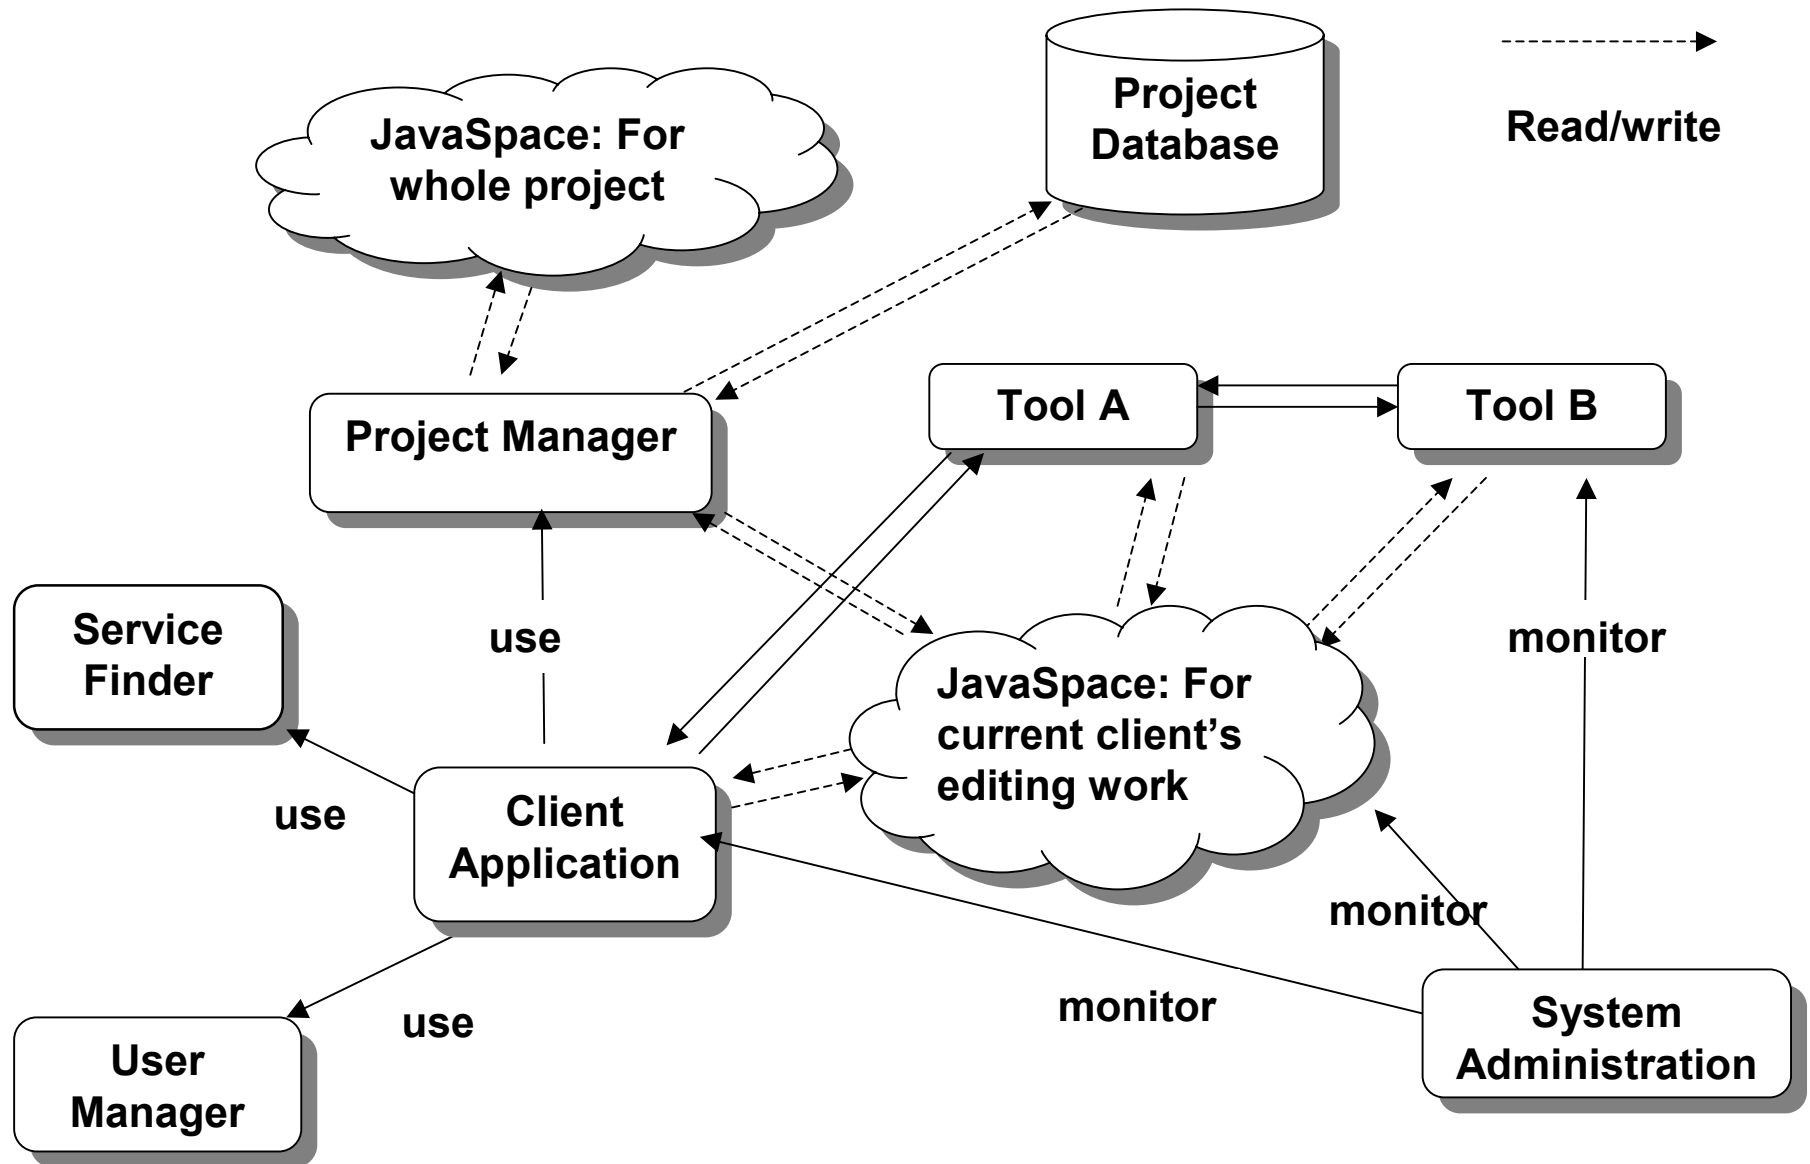 Project
Database
Read/write
JavaSpace: For
whole project
Project Manager
Tool A
Tool B
Service
Finder
use
monitor
JavaSpace: For
current client's
editing work
use
Client
Application
monitor
monitor
use
System
Administration
User
Manager